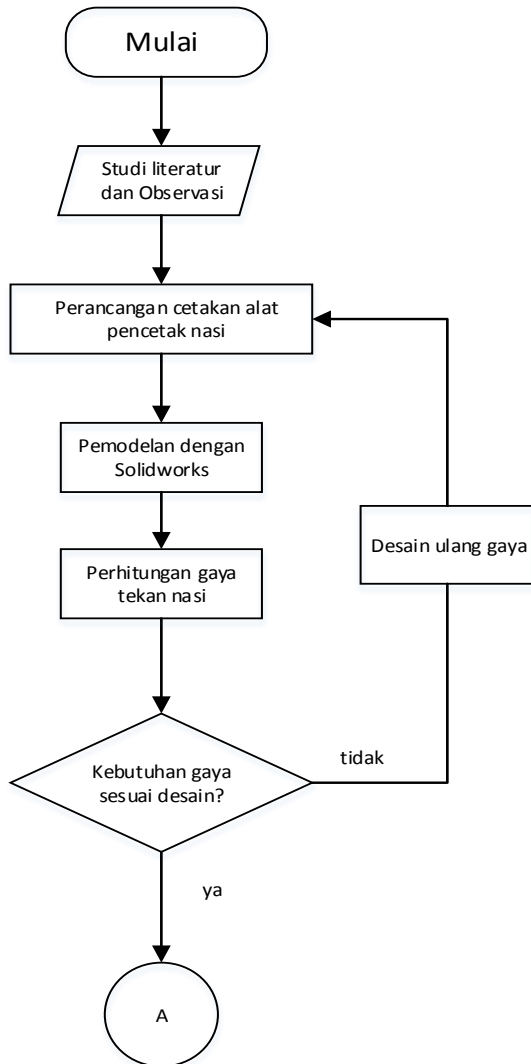 Mulai
Studi literatur
dan Observasi
Perancangan cetakan alat
pencetak nasi
Pemodelan dengan
Solidworks
Desain ulang gaya
Perhitungan gaya
tekan nasi
Kebutuhan gaya
sesuai desain?
tidak
ya
A